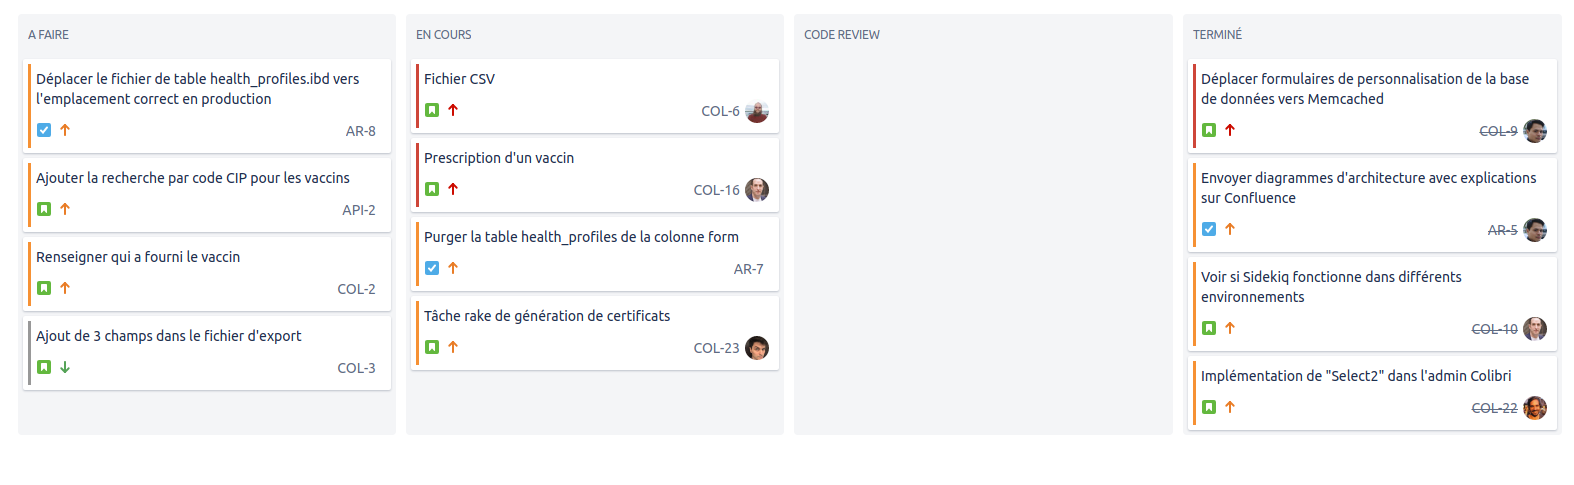 A FAIRE
Déplacer le fichier de table health_profiles.ibd vers
l'emplacement correct en production
AR-8
Ajouter la recherche par code CIP pour les vaccins
API-2
Renseigner qui a fourni le vaccin
COL-2
Ajout de 3 champs dans le fichier d'export
COL-3
EN COURS
Fichier CSV
COL-6
Prescription d'un vaccin
COL-16
Purger la table health_profiles de la colonne form
AR-7
Tâche rake de génération de certificats
COL-23
CODE REVIEW
TERMINÉ
Déplacer formulaires de personnalisation de la base
de données vers Memcached
COL-9
Envoyer diagrammes d'architecture avec explications
sur Confluence
AR-5
Voir si Sidekiq fonctionne dans différents
environnements
COL-10
Implémentation de "Select2" dans l'admin Colibri
COL-22